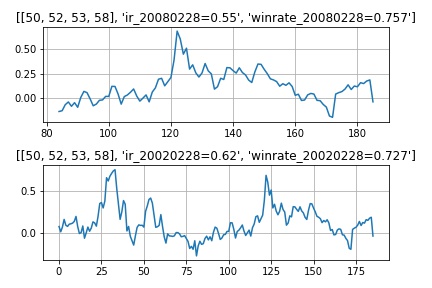 [[50, 52, 53, 58], 'ir_20080228=0.55', 'winrate_20080228=0.757']
0.50
0.25
0.00
80 100 120 140 160 180
[[50, 52, 53, 58], 'ir_20020228=0.62', 'winrate_20020228=0.727']
0.5
0.0
0 25 50 75 100 125 150 175